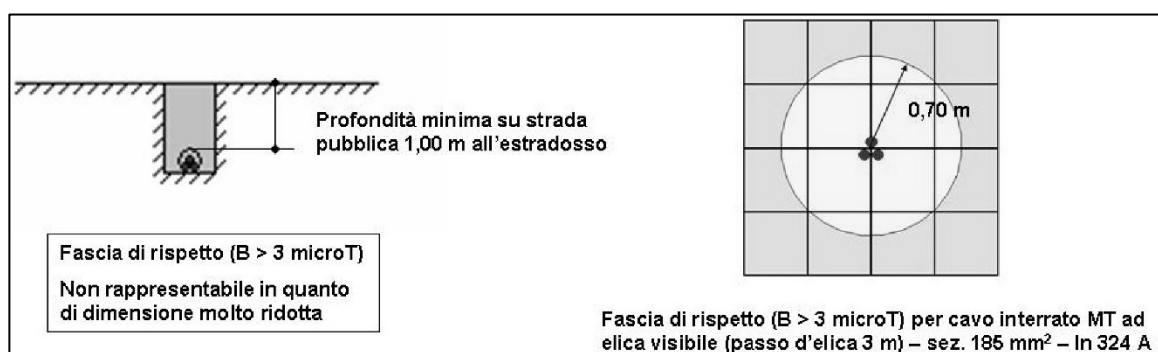 Profondità minima su strada
pubblica 1,00 m all'estradosso
Fascia di rispetto (B > 3 microT)
Non rappresentabile in quanto
di dimensione molto ridotta
0,70 m
Fascia di rispetto (B > 3 microT) per cavo interrato MT ad
elica visibile (passo d'elica 3 m) – sez. 185 mm² – In 324 A